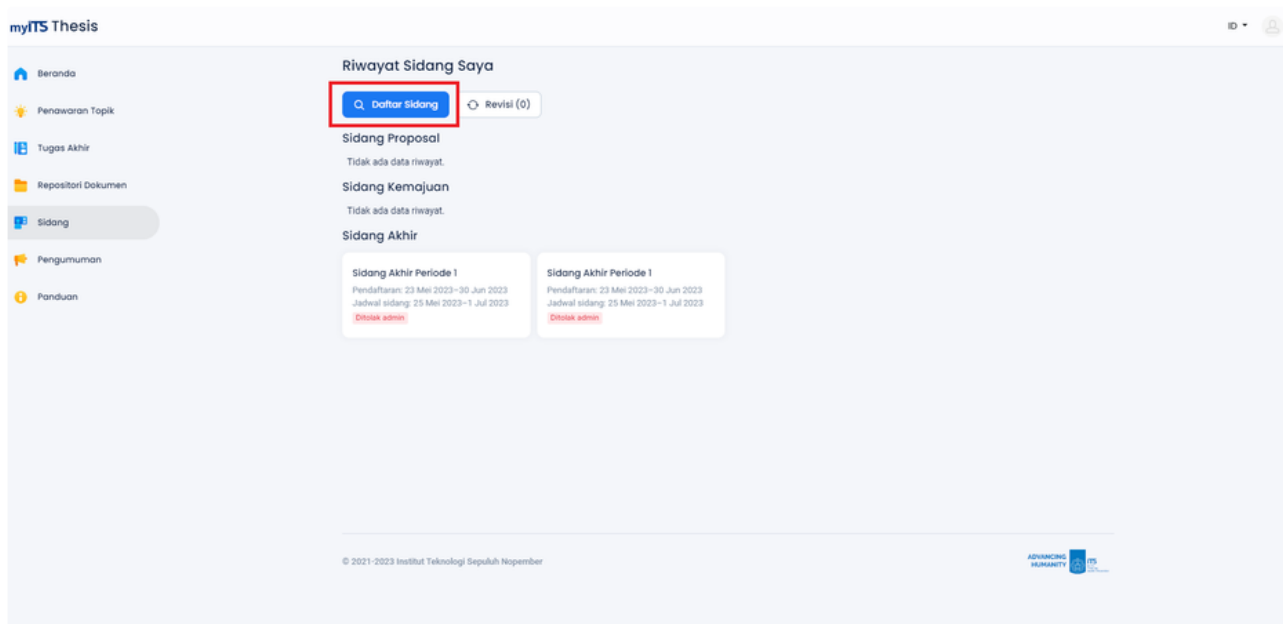 myITS Thesis
ID
Beranda
Penawaran Topik
Tugas Akhir
Repositori Dokumen
Sidang
Pengumuman
Panduan
Riwayat Sidang Saya
Daftar Sidang
Revisi (0)
Sidang Proposal
Tidak ada data riwayat.
Sidang Kemajuan
Tidak ada data riwayat.
Sidang Akhir
Sidang Akhir Periode 1
Pendaftaran: 23 Mei 2023–30 Jun 2023
Jadwal sidang: 25 Mei 2023–1 Jul 2023
Ditolak admin
Sidang Akhir Periode 1
Pendaftaran: 23 Mei 2023–30 Jun 2023
Jadwal sidang: 25 Mei 2023–1 Jul 2023
Ditolak admin
© 2021-2023 Institut Teknologi Sepuluh Nopember
ADVANCING
HUMANITY
ITS